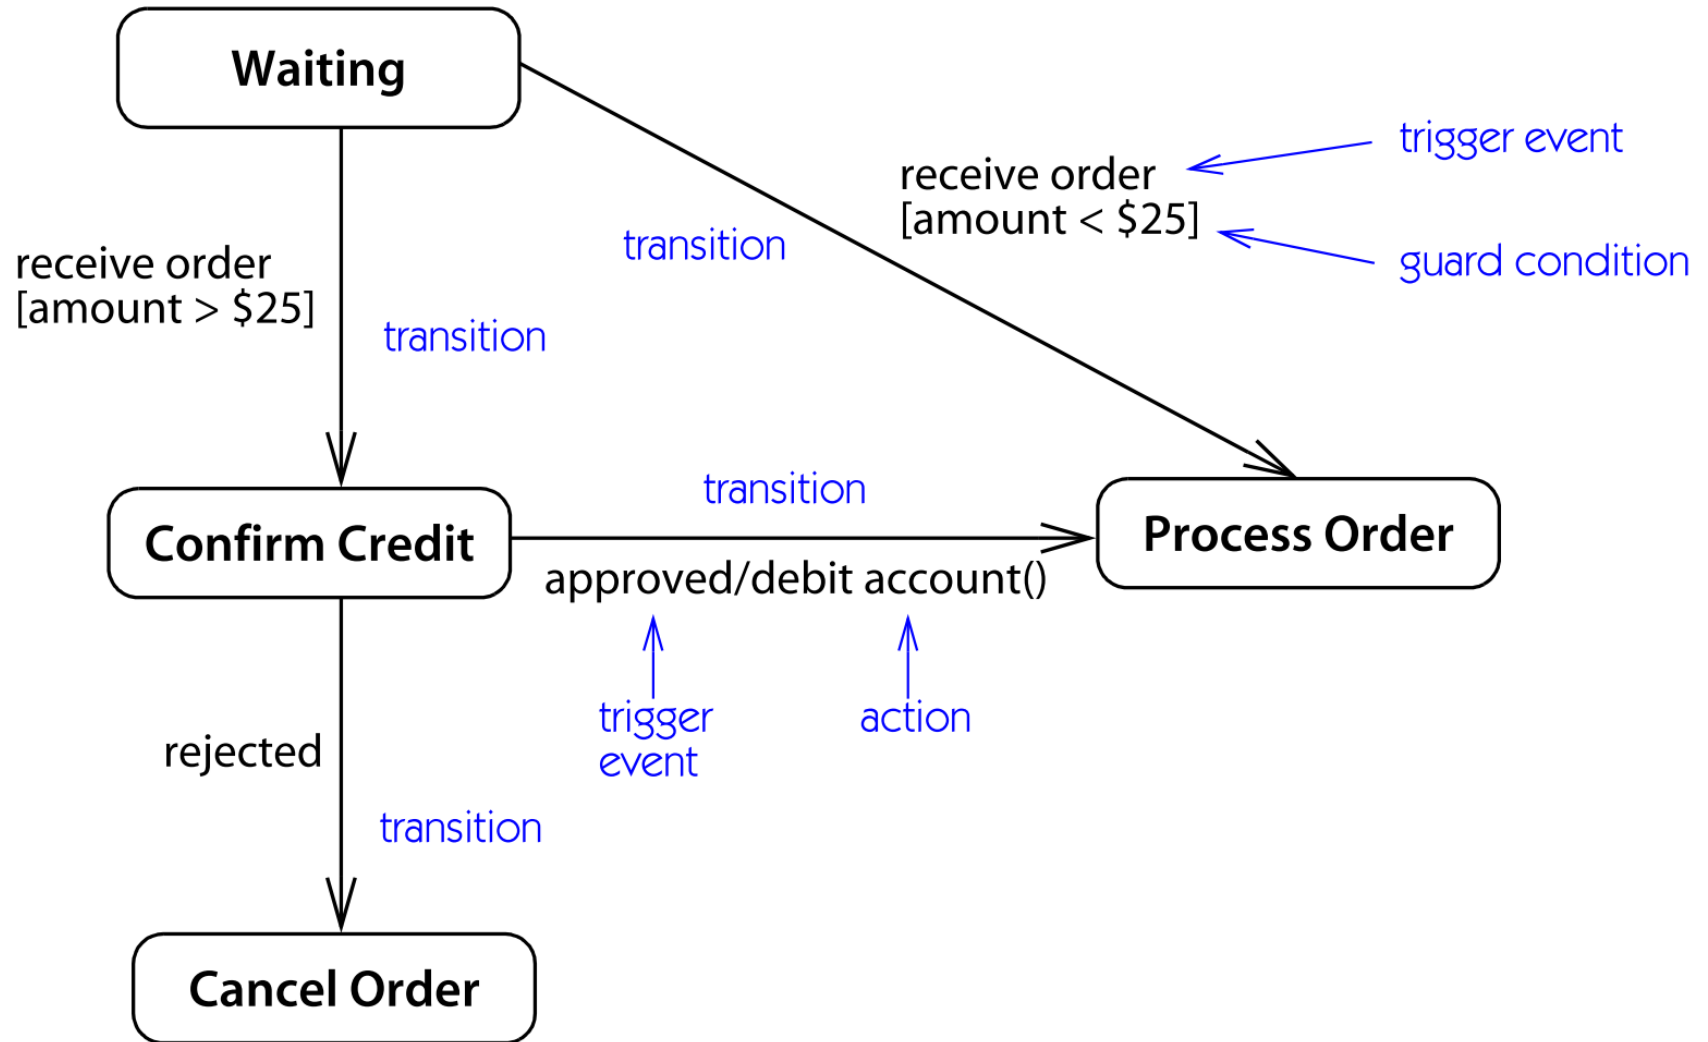 Waiting
trigger event
receive order
[amount < $25]
transition
guard condition
receive order
[amount > $25]
transition
transition
Confirm Credit
Process Order
approved/debit account()
trigger
event
action
rejected
transition
Cancel Order